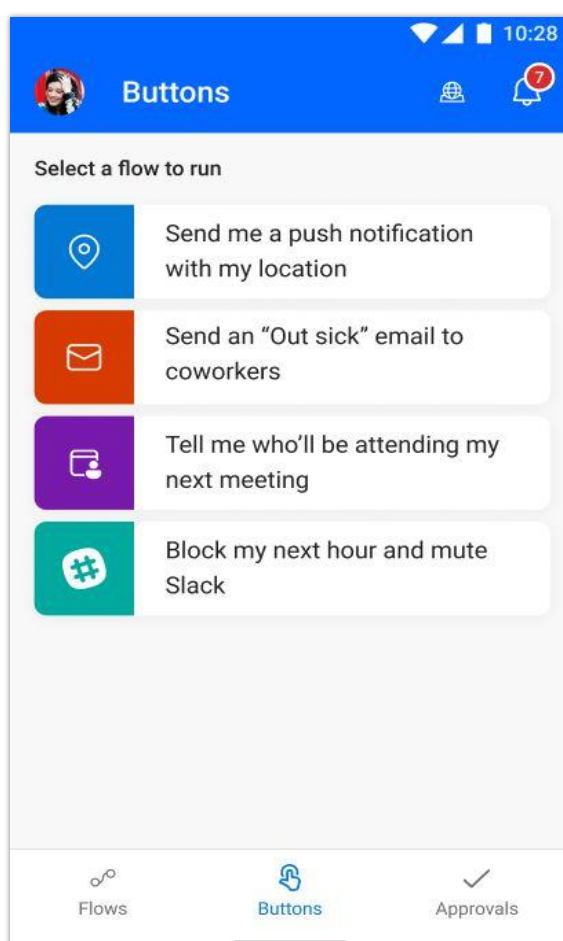 10:28
Buttons
7
Select a flow to run
Send me a push notification
with my location
Send an “Out sick” email to
coworkers
Tell me who’ll be attending my
next meeting
Block my next hour and mute
Slack
Flows
Buttons
Approvals